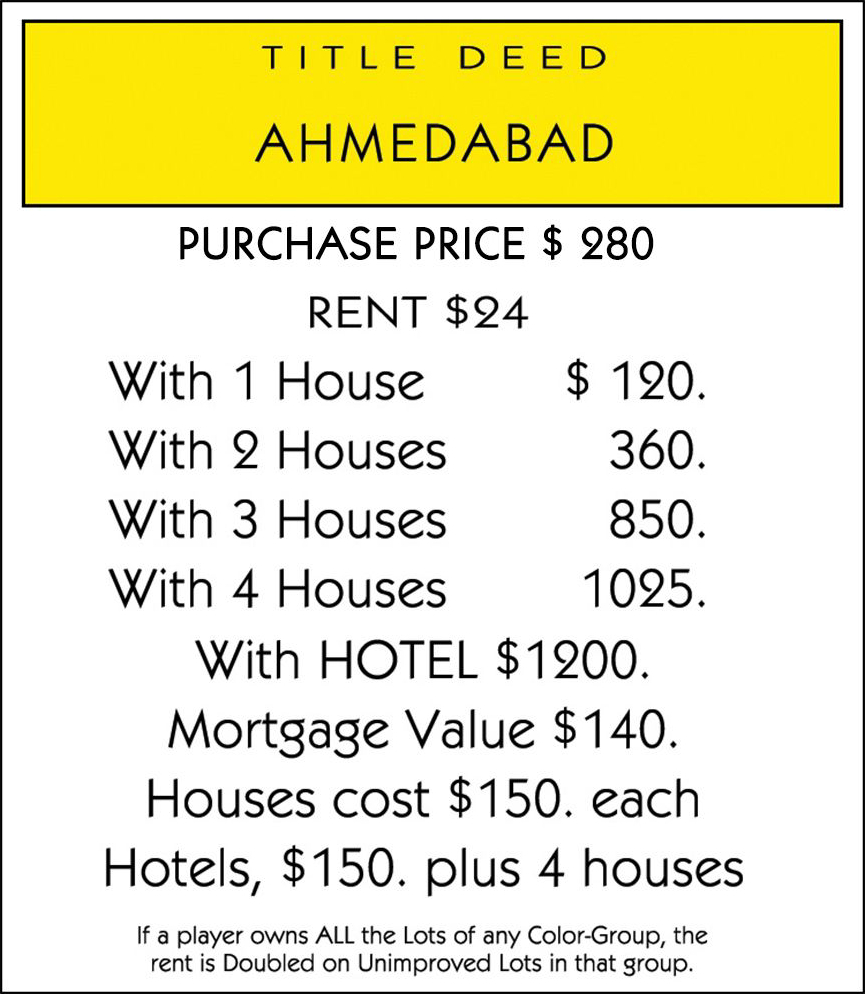 TITLE DEED
AHMEDABAD
PURCHASE PRICE $ 280
RENT $24
With 1 House $ 120.
With 2 Houses 360.
With 3 Houses 850.
With 4 Houses 1025.
With HOTEL $1200.
Mortgage Value $140.
Houses cost $150. each
Hotels, $150. plus 4 houses
If a player owns ALL the Lots of any Color-Group, the
rent is Doubled on Unimproved Lots in that group.